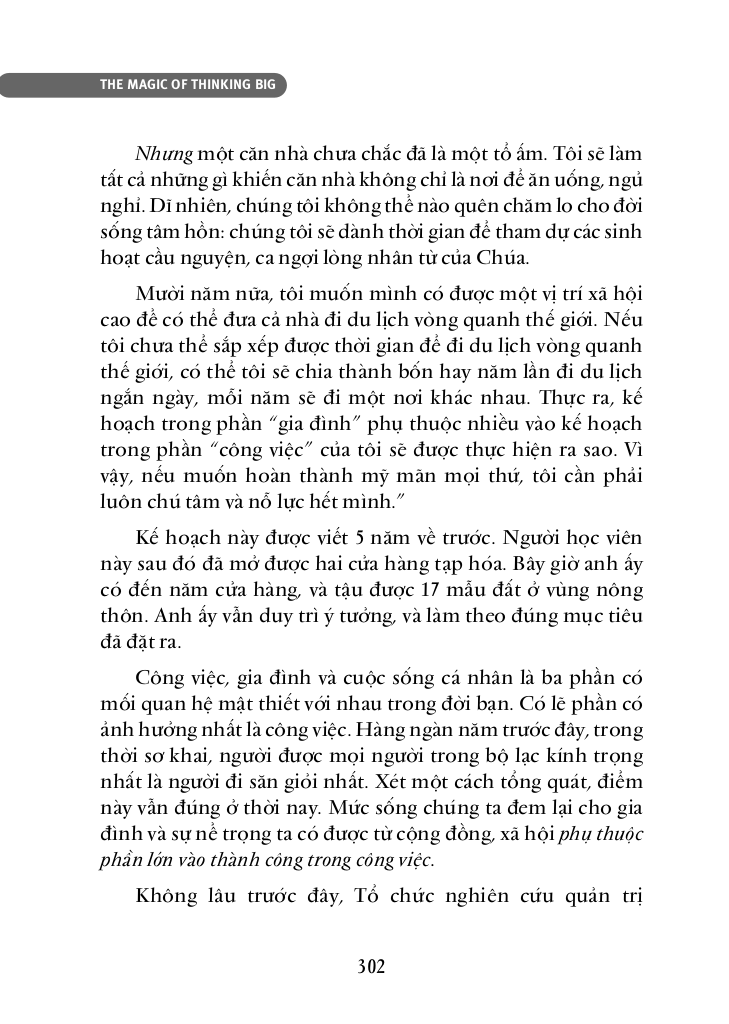 THE MAGIC OF THINKING BIG
Nhưng một căn nhà chưa chắc đã là một tổ ấm. Tôi sẽ làm
tất cả những gì khiến căn nhà không chỉ là nơi để ăn uống, ngủ
nghỉ. Dĩ nhiên, chúng tôi không thể nào quên chăm lo cho đời
sống tâm hồn: chúng tôi sẽ dành thời gian để tham dự các sinh
hoạt cầu nguyện, ca ngợi lòng nhân từ của Chúa.
Mười năm nữa, tôi muốn mình có được một vị trí xã hội
cao để có thể đưa cả nhà đi du lịch vòng quanh thế giới. Nếu
tôi chưa thể sắp xếp được thời gian để đi du lịch vòng quanh
thế giới, có thể tôi sẽ chia thành bốn hay năm lần đi du lịch
ngắn ngày, mỗi năm sẽ đi một nơi khác nhau. Thực ra, kế
hoạch trong phần “gia đình” phụ thuộc nhiều vào kế hoạch
trong phần “công việc” của tôi sẽ được thực hiện ra sao. Vì
vậy, nếu muốn hoàn thành mỹ mãn mọi thứ, tôi cần phải
luôn chú tâm và nỗ lực hết mình.”
Kế hoạch này được viết 5 năm về trước. Người học viên
này sau đó đã mở được hai cửa hàng tạp hóa. Bây giờ anh ấy
có đến năm cửa hàng, và tậu được 17 mẫu đất ở vùng nông
thôn. Anh ấy vẫn duy trì ý tưởng, và làm theo đúng mục tiêu
đã đặt ra.
Công việc, gia đình và cuộc sống cá nhân là ba phần có
mối quan hệ mật thiết với nhau trong đời bạn. Có lẽ phần có
ảnh hưởng nhất là công việc. Hàng ngàn năm trước đây, trong
thời sơ khai, người được mọi người trong bộ lạc kính trọng
nhất là người đi săn giỏi nhất. Xét một cách tổng quát, điểm
này vẫn đúng ở thời nay. Mức sống chúng ta đem lại cho gia
đình và sự nể trọng ta có được từ cộng đồng, xã hội phụ thuộc
phần lớn vào thành công trong công việc.
Không lâu trước đây, Tổ chức nghiên cứu quản trị
302